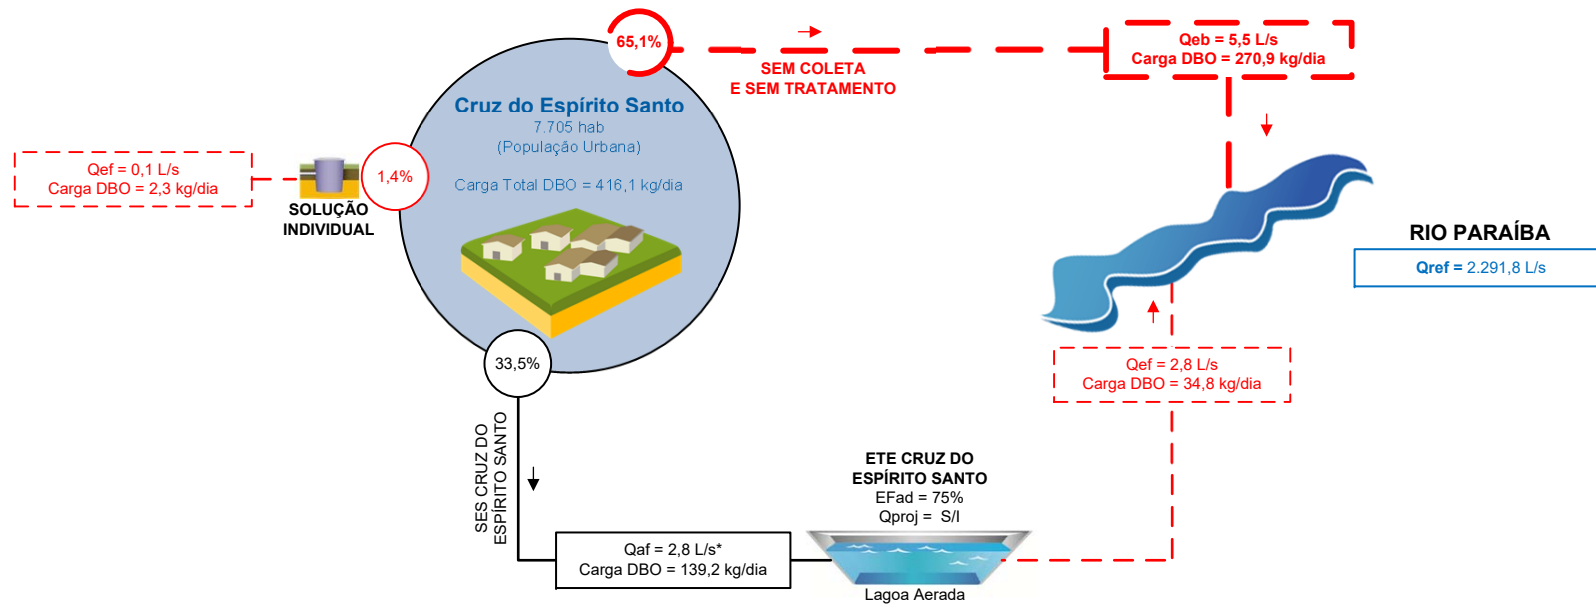 65,1%
SEM COLETA
E SEM TRATAMENTO
Qeb = 5,5 L/s
Carga DBO = 270,9 kg/dia
Cruz do Espírito Santo
7.705 hab
(População Urbana)
Carga Total DBO = 416,1 kg/dia
Qef = 0,1 L/s
Carga DBO = 2,3 kg/dia
SOLUÇÃO
INDIVIDUAL
1,4%
RIO PARAÍBA
Qref = 2.291,8 L/s
33,5%
Qef = 2,8 L/s
Carga DBO = 34,8 kg/dia
SES CRUZ DO
ESPÍRITO SANTO
ETE CRUZ DO
ESPÍRITO SANTO
EFad = 75%
Qproj = S/I
Qaf = 2,8 L/s*
Carga DBO = 139,2 kg/dia
Lagoa Aerada